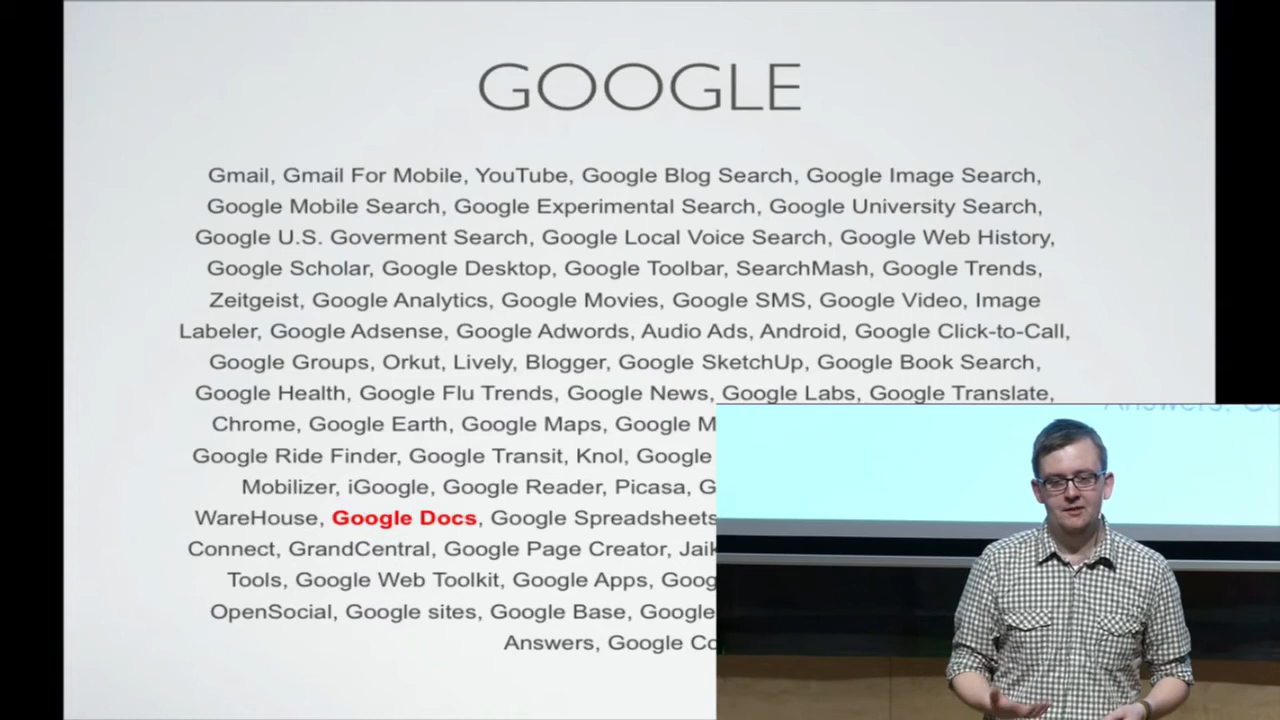 GOOGLE
Gmail, Gmail For Mobile, YouTube, Google Blog Search, Google Image Search,
Google Mobile Search, Google Experimental Search, Google University Search,
Google U.S. Goverment Search, Google Local Voice Search, Google Web History,
Google Scholar, Google Desktop, Google Toolbar, SearchMash, Google Trends,
Zeitgeist, Google Analytics, Google Movies, Google SMS, Google Video, Image
Labeler, Google Adsense, Google Adwords, Audio Ads, Android, Google Click-to-Call,
Google Groups, Orkut, Lively, Blogger, Google SketchUp, Google Book Search,
Google Health, Google Flu Trends, Google News, Google Labs, Google Translate,
Chrome, Google Earth, Google Maps, Google M
Google Ride Finder, Google Transit, Knol, Google
Mobilizer, iGoogle, Google Reader, Picasa, G
WareHouse, Google Docs, Google Spreadsheets
Connect, GrandCentral, Google Page Creator, Jaik
Tools, Google Web Toolkit, Google Apps, Goog
OpenSocial, Google sites, Google Base, Google
Answers, Google Co